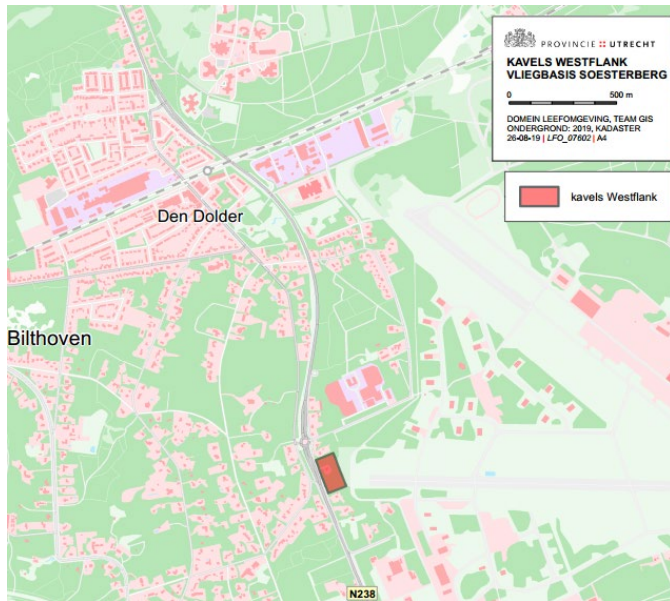 PROVINCIE :: UTRECHT
KAVELS WESTFLANK
VLIEGBASIS SOESTERBERG
0 500 m
DOMEIN LEEFOMGEVING, TEAM GIS
ONDERGROND: 2019, KADASTER
26-08-19 | LFO_07602 | A4
kavels Westflank
Den Dolder
Bilthoven
N238